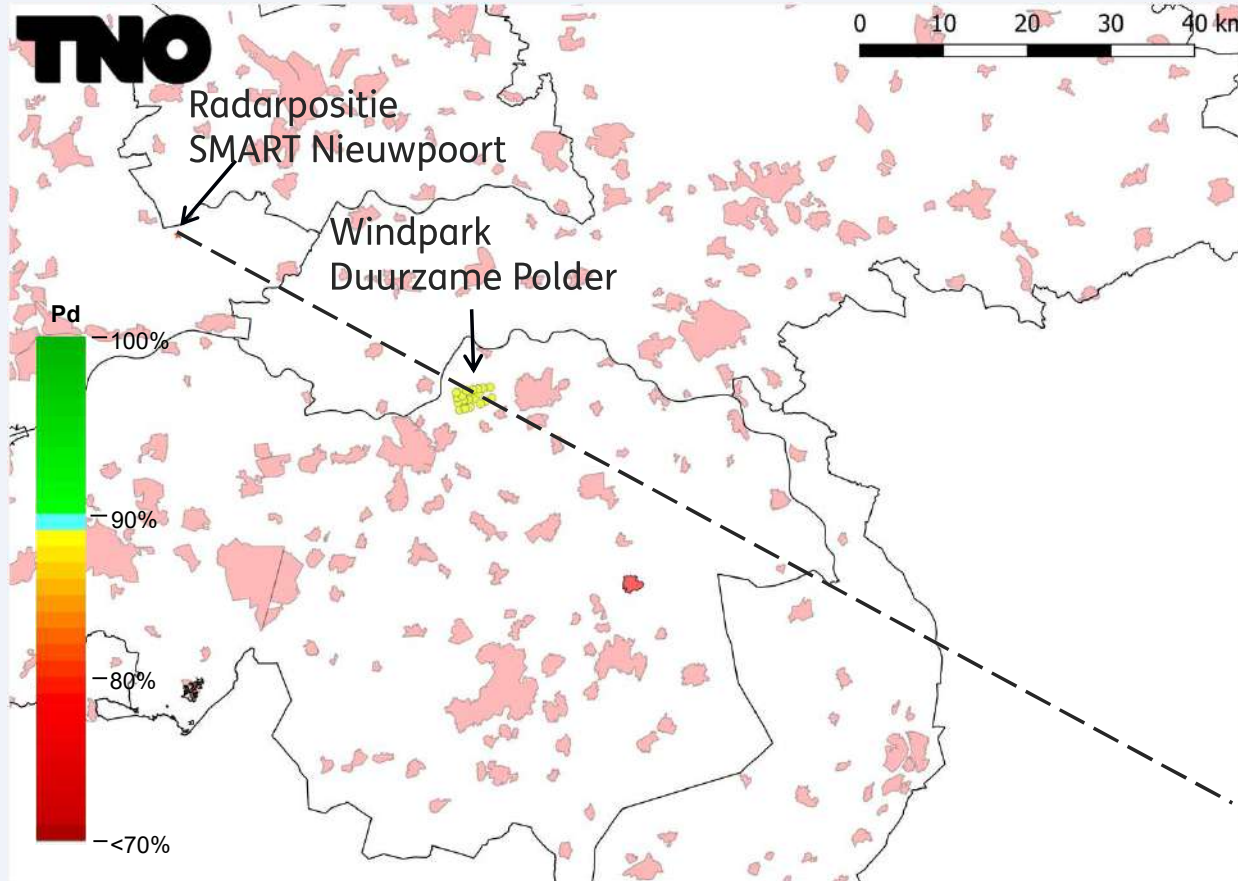 TNO
0 10 20 30 40 km
Radarpositie
SMART Nieuwpoort
Windpark
Duurzame Polder
Pd
100%
90%
80%
<70%